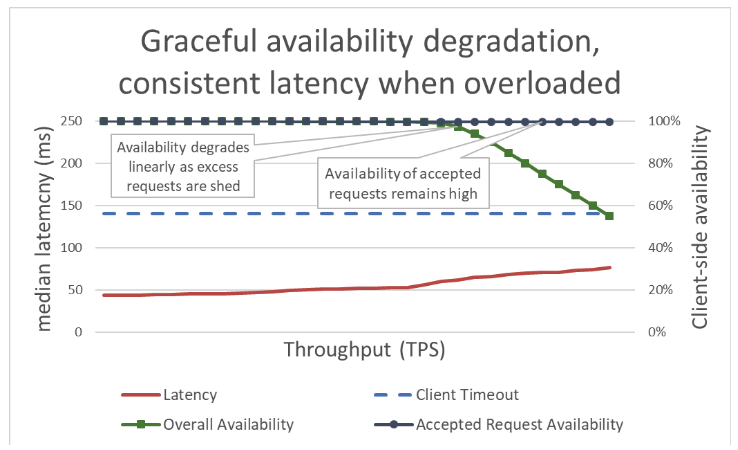 Graceful availability degradation,
consistent latency when overloaded
median latemcny (ms)
250
200
150
100
50
0
Availability degrades
linearly as excess
requests are shed
Availability of accepted
requests remains high
100%
80%
60%
40%
20%
0%
Client-side availability
Throughput (TPS)
Latency
Client Timeout
Overall Availability
Accepted Request Availability